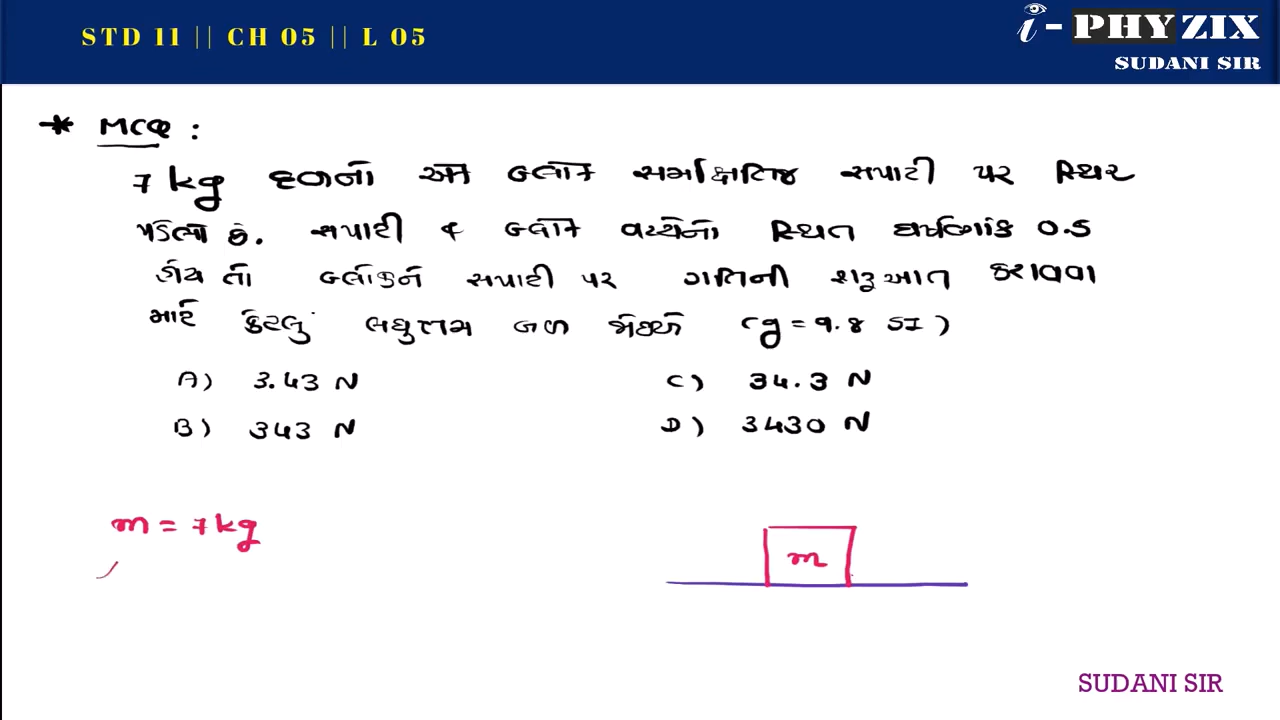 STD 11 || CH 05 || L 05
i-PHYZIX
SUDANI SIR
* MCQ :
7 kg દળનો એક બ્લોક સમક્ષિતિજ સપાટી પર સ્થિર
પડેલો છે. સપાટી ને બ્લોક વચ્ચેનો સ્થિત ઘર્ષણાંક 0.5
હોય તો બ્લોકને સપાટી પર ગતિની શરૂઆત કરાવવા
માટે કેટલું લઘુત્તમ બળ જોઇએ (g = 9.8 SI)
A) 3.43 N
C) 34.3 N
B) 343 N
D) 3430 N
m = 7 kg
m
SUDANI SIR